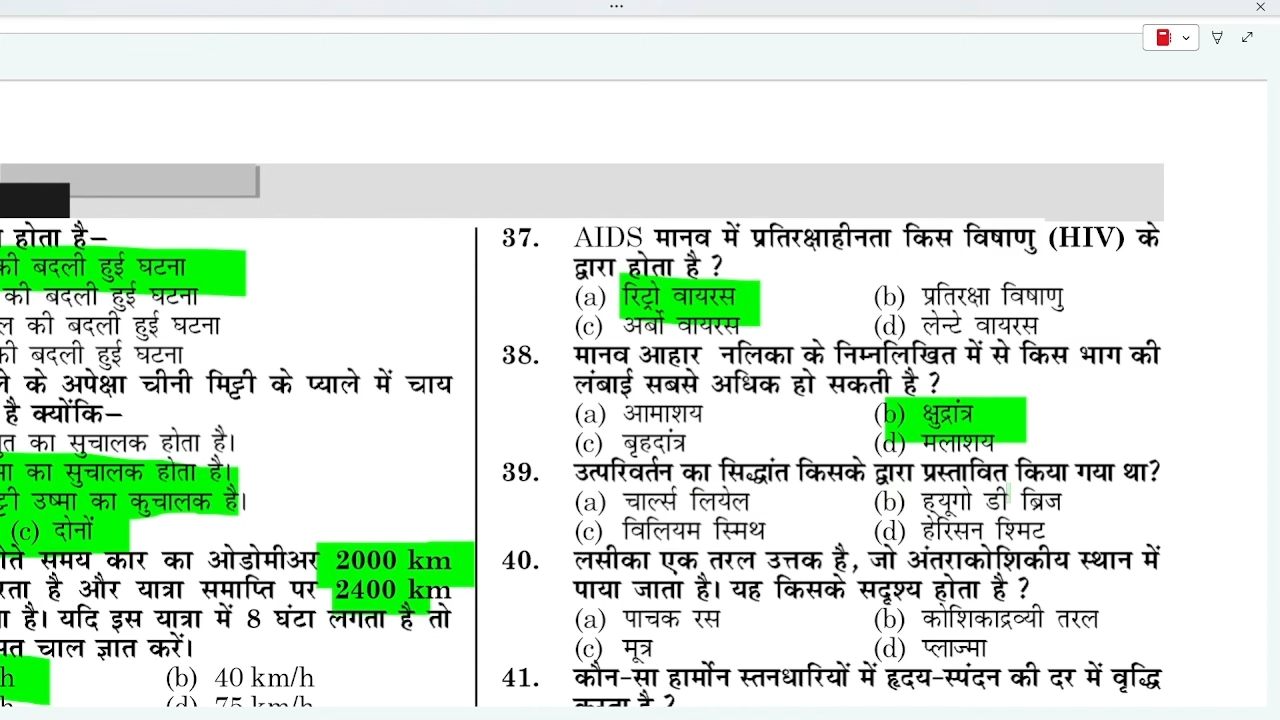 होता है–
की बदली हुई घटना
की बदली हुई घटना
की बदली हुई घटना
की बदली हुई घटना
के अपेक्षा चीनी मिट्टी के प्याले में चाय
है क्योंकि–
का सुचालक होता है।
का सुचालक होता है।
उष्मा का कुचालक है।
(c) दोनों
समय कार का ओडोमीअर 2000 km
है और यात्रा समाप्ति पर 2400 km
है। यदि इस यात्रा में 8 घंटा लगता है तो
चाल ज्ञात करें।
h (b) 40 km/h
(d) 75 km/h
37. AIDS मानव में प्रतिरक्षाहीनता किस विषाणु (HIV) के
द्वारा होता है ?
(a) रिट्रो वायरस (b) प्रतिरक्षा विषाणु
(c) अर्बो वायरस (d) लेन्टे वायरस
38. मानव आहार नलिका के निम्नलिखित में से किस भाग की
लंबाई सबसे अधिक हो सकती है ?
(a) आमाशय (b) क्षुद्रांत्र
(c) बृहदांत्र (d) मलाशय
39. उत्परिवर्तन का सिद्धांत किसके द्वारा प्रस्तावित किया गया था?
(a) चार्ल्स लियेल (b) हयूगो डी ब्रिज
(c) विलियम स्मिथ (d) हेरिसन श्मिट
40. लसीका एक तरल उत्तक है, जो अंतराकोशिकीय स्थान में
पाया जाता है। यह किसके सदृश्य होता है ?
(a) पाचक रस (b) कोशिकाद्रव्यी तरल
(c) मूत्र (d) प्लाज्मा
41. कौन-सा हार्मोन स्तनधारियों में हृदय-स्पंदन की दर में वृद्धि
करता है ?